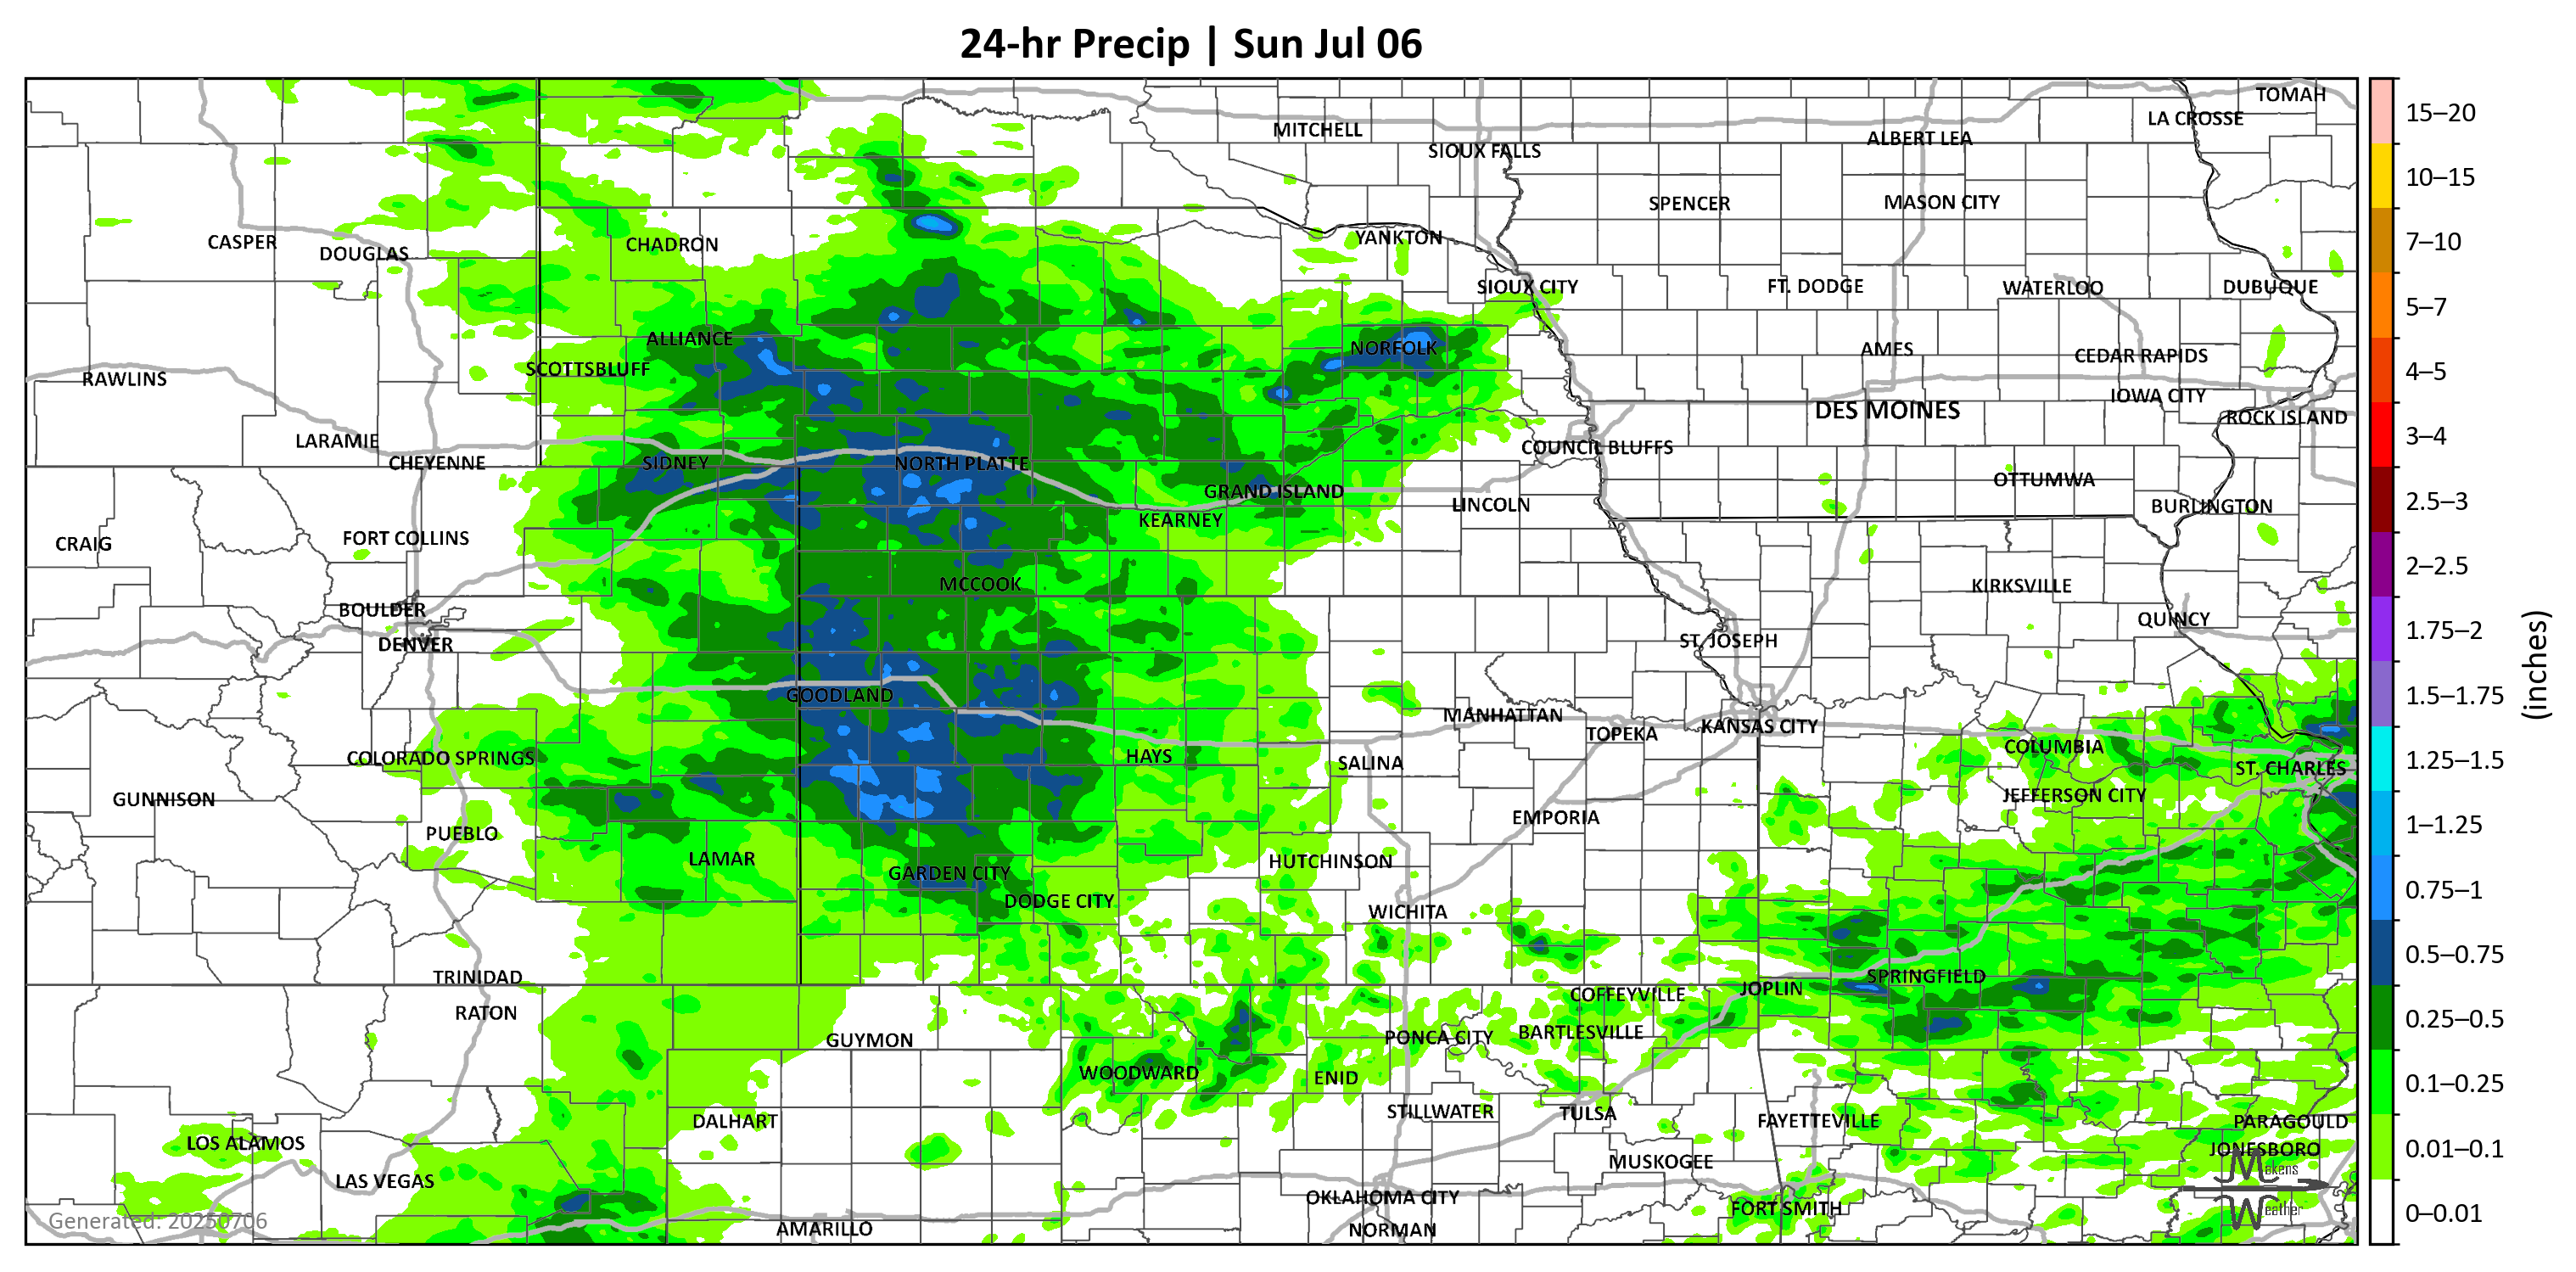 24-hr Precip | Sun Jul 06
TOMAH
LA CROSSE
MITCHELL
ALBERT LEA
SIOUX FALLS
SPENCER
MASON CITY
YANKTON
CASPER
DOUGLAS
CHADRON
SIOUX CITY
FT. DODGE
WATERLOO
DUBUQUE
ALLIANCE
NORFOLK
AMES
CEDAR RAPIDS
SCOTTSBLUFF
RAWLINS
IOWA CITY
DES MOINES
ROCK ISLAND
LARAMIE
COUNCIL BLUFFS
CHEYENNE
SIDNEY
NORTH PLATTE
OTTUMWA
GRAND ISLAND
LINCOLN
BURLINGTON
KEARNEY
FORT COLLINS
CRAIG
MCCOOK
KIRKSVILLE
BOULDER
QUINCY
DENVER
ST. JOSEPH
GOODLAND
MANHATTAN
KANSAS CITY
TOPEKA
COLUMBIA
COLORADO SPRINGS
HAYS
SALINA
ST. CHARLES
GUNNISON
JEFFERSON CITY
EMPORIA
PUEBLO
LAMAR
HUTCHINSON
GARDEN CITY
DODGE CITY
WICHITA
TRINIDAD
SPRINGFIELD
JOPLIN
COFFEYVILLE
RATON
BARTLESVILLE
PONCA CITY
GUYMON
WOODWARD
ENID
STILLWATER
TULSA
DALHART
FAYETTEVILLE
PARAGOULD
LOS ALAMOS
JONESBORO
MUSKOGEE
LAS VEGAS
OKLAHOMA CITY
FORT SMITH
AMARILLO
NORMAN
Makens
Weather
Generated: 20250706
15–20
10–15
7–10
5–7
4–5
3–4
2.5–3
2–2.5
1.75–2
1.5–1.75
1.25–1.5
1–1.25
0.75–1
0.5–0.75
0.25–0.5
0.1–0.25
0.01–0.1
0–0.01
(inches)